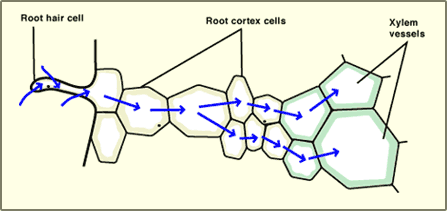 Root hair cell
Root cortex cells
Xylem
vessels